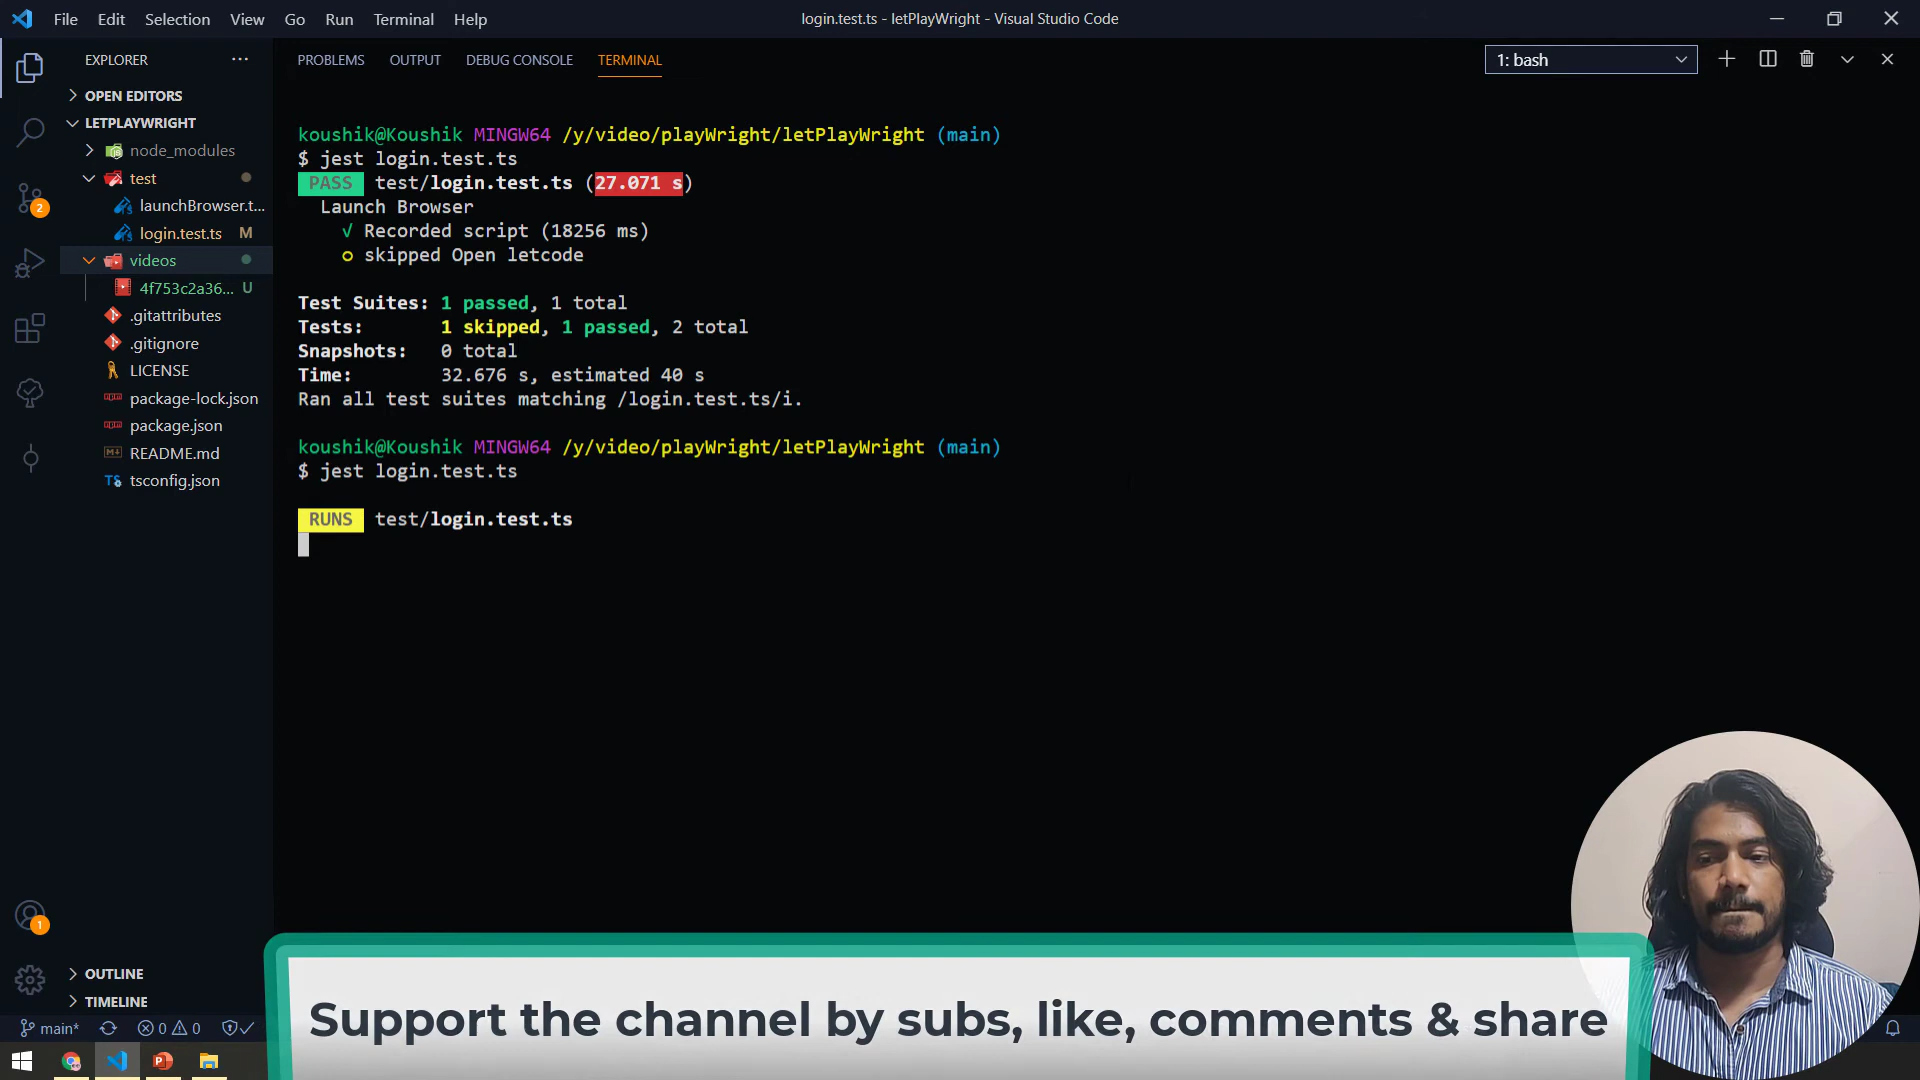 File Edit Selection View Go Run Terminal Help
login.test.ts - letPlayWright - Visual Studio Code
EXPLORER
OPEN EDITORS
LETPLAYWRIGHT
node_modules
test
launchBrowser.t...
login.test.ts M
videos
4f753c2a36... U
.gitattributes
.gitignore
LICENSE
package-lock.json
package.json
README.md
tsconfig.json
OUTLINE
TIMELINE
2
1
PROBLEMS OUTPUT DEBUG CONSOLE TERMINAL
1: bash
koushik@Koushik MINGW64 /y/video/playWright/letPlayWright (main)
$ jest login.test.ts
PASS test/login.test.ts (27.071 s)
Launch Browser
√ Recorded script (18256 ms)
○ skipped Open letcode
Test Suites: 1 passed, 1 total
Tests: 1 skipped, 1 passed, 2 total
Snapshots: 0 total
Time: 32.676 s, estimated 40 s
Ran all test suites matching /login.test.ts/i.
koushik@Koushik MINGW64 /y/video/playWright/letPlayWright (main)
$ jest login.test.ts
RUNS test/login.test.ts
Support the channel by subs, like, comments & share
main* 0 0